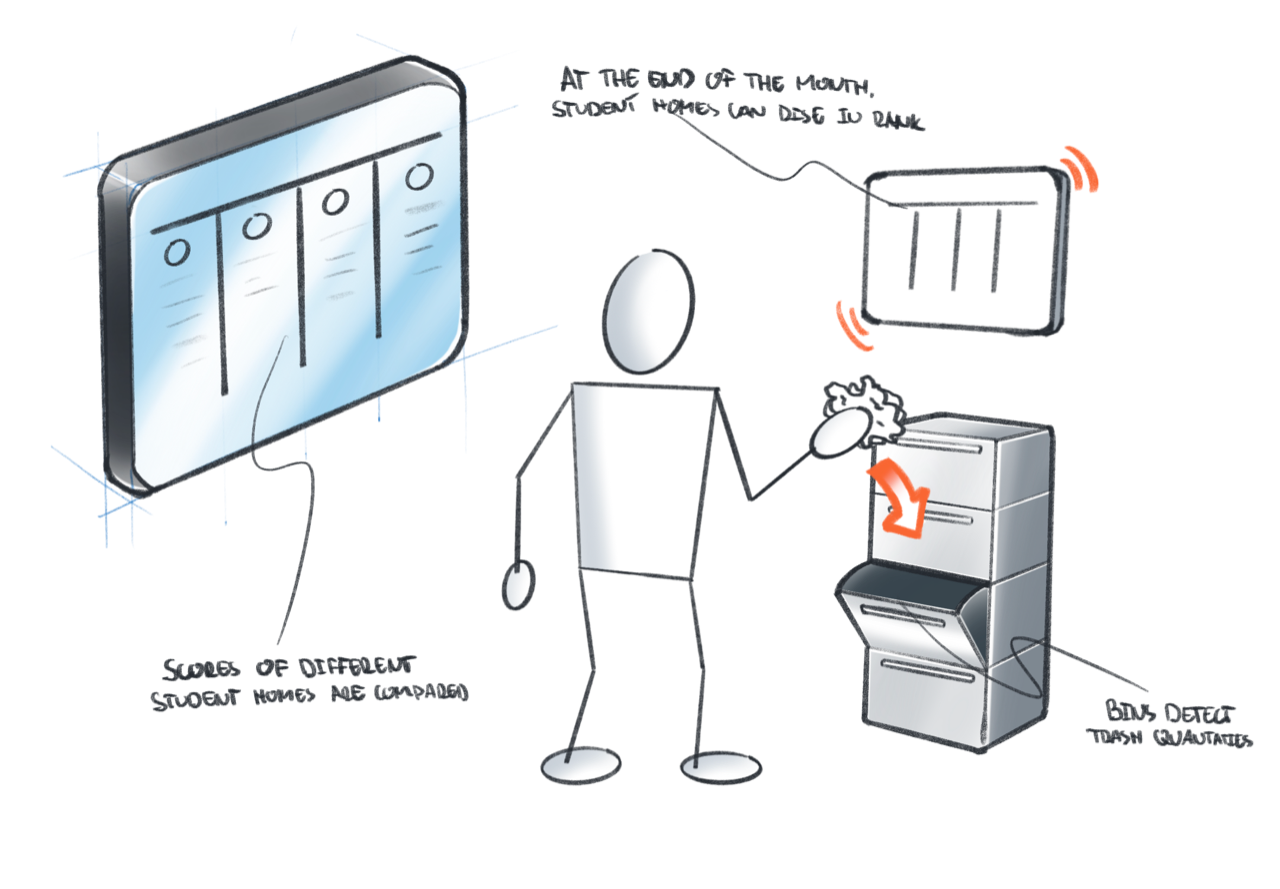 AT THE END OF THE MONTH,
STUDENT HOMES CAN RISE IN RANK
SCORES OF DIFFERENT
STUDENT HOMES ARE COMPARED
BINS DETECT
TRASH QUANTATIES